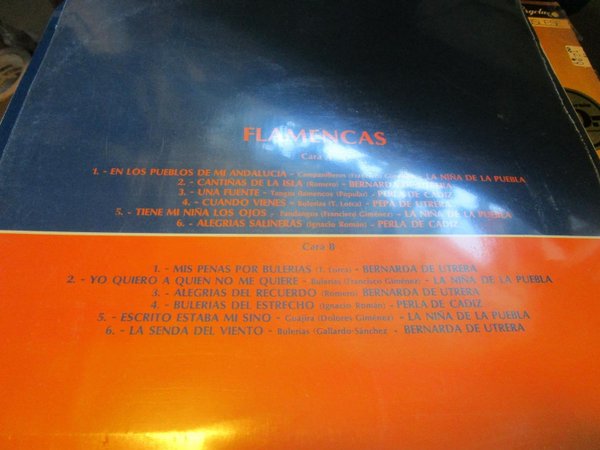 FLAMENCAS
Cara
1. - EN LOS PUEBLOS DE MI ANDALUCIA - Campanilleros (Francisco Giménez) - LA NIÑA DE LA PUEBLA
2. - CANTIÑAS DE LA ISLA (Romero) - BERNARDA DE UTRERA
3. - UNA FUENTE - Tangos flamencos (Popular) - PERLA DE CADIZ
4. - CUANDO VIENES - Bulerias (T. Lorca) - PEPA DE UTRERA
5. - TIENE MI NIÑA LOS OJOS - Fandangos (Francisco Giménez) - LA NIÑA DE LA PUEBLA
6. - ALEGRIAS SALINERAS - (Ignacio Román) - PERLA DE CADIZ
Cara B
1. - MIS PENAS POR BULERIAS (T. Lorca) - BERNARDA DE UTRERA
2. - YO QUIERO A QUIEN NO ME QUIERE - Bulerias (Francisco Giménez) - LA NIÑA DE LA PUEBLA
3. - ALEGRIAS DEL RECUERDO (Romero) BERNARDA DE UTRERA
4. - BULERIAS DEL ESTRECHO (Ignacio Román) - PERLA DE CADIZ
5. - ESCRITO ESTABA MI SINO - Guajira (Dolores Giménez) - LA NIÑA DE LA PUEBLA
6. - LA SENDA DEL VIENTO - Bulerias (Gallardo-Sánchez - BERNARDA DE UTRERA